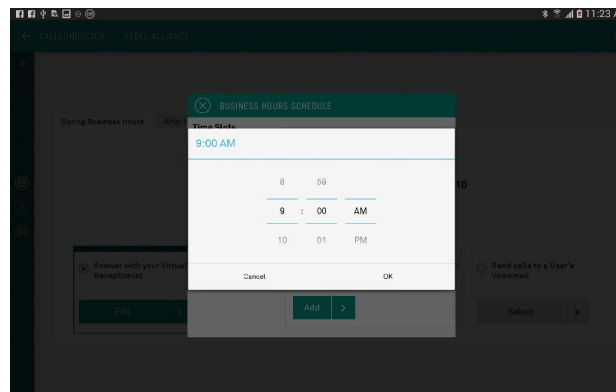 11:23 A
CALLCONDUCTOR
REBEL ALLIANCE
BUSINESS HOURS SCHEDULE
During Business Hours
After
Time Slots
9:00 AM
8 59
10
9 : 00 AM
10 01 PM
Cancel OK
Answer with your Virtual
Receptionist
Send calls to a User's
Voicemail
Edit
Add
Select